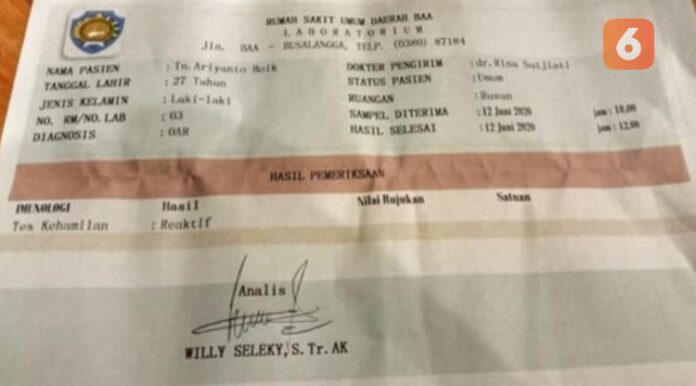 RUMAH SAKIT UMUM DAERAH BAA
LABORATORIUM
Jln. BAA - BUSALANGGA, TELP. (0380) 87184
6
NAMA PASIEN : Tn. Ariyanto Boik
TANGGAL LAHIR : 27 Tahun
JENIS KELAMIN : Laki-laki
NO. RM/NO. LAB : 03
DIAGNOSIS : OAR
DOKTER PENGIRIM : dr. Rina Sutjiati
STATUS PASIEN : Umum
RUANGAN : Rusun
SAMPEL DITERIMA : 12 Juni 2020 jam : 10.00
HASIL SELESAI : 12 Juni 2020 jam : 12.00
HASIL PEMERIKSAAN
IMUNOLOGI Hasil Nilai Rujukan Satuan
Tes Kehamilan : Reaktif
Analis
WILLY SELEKY, S. Tr. AK